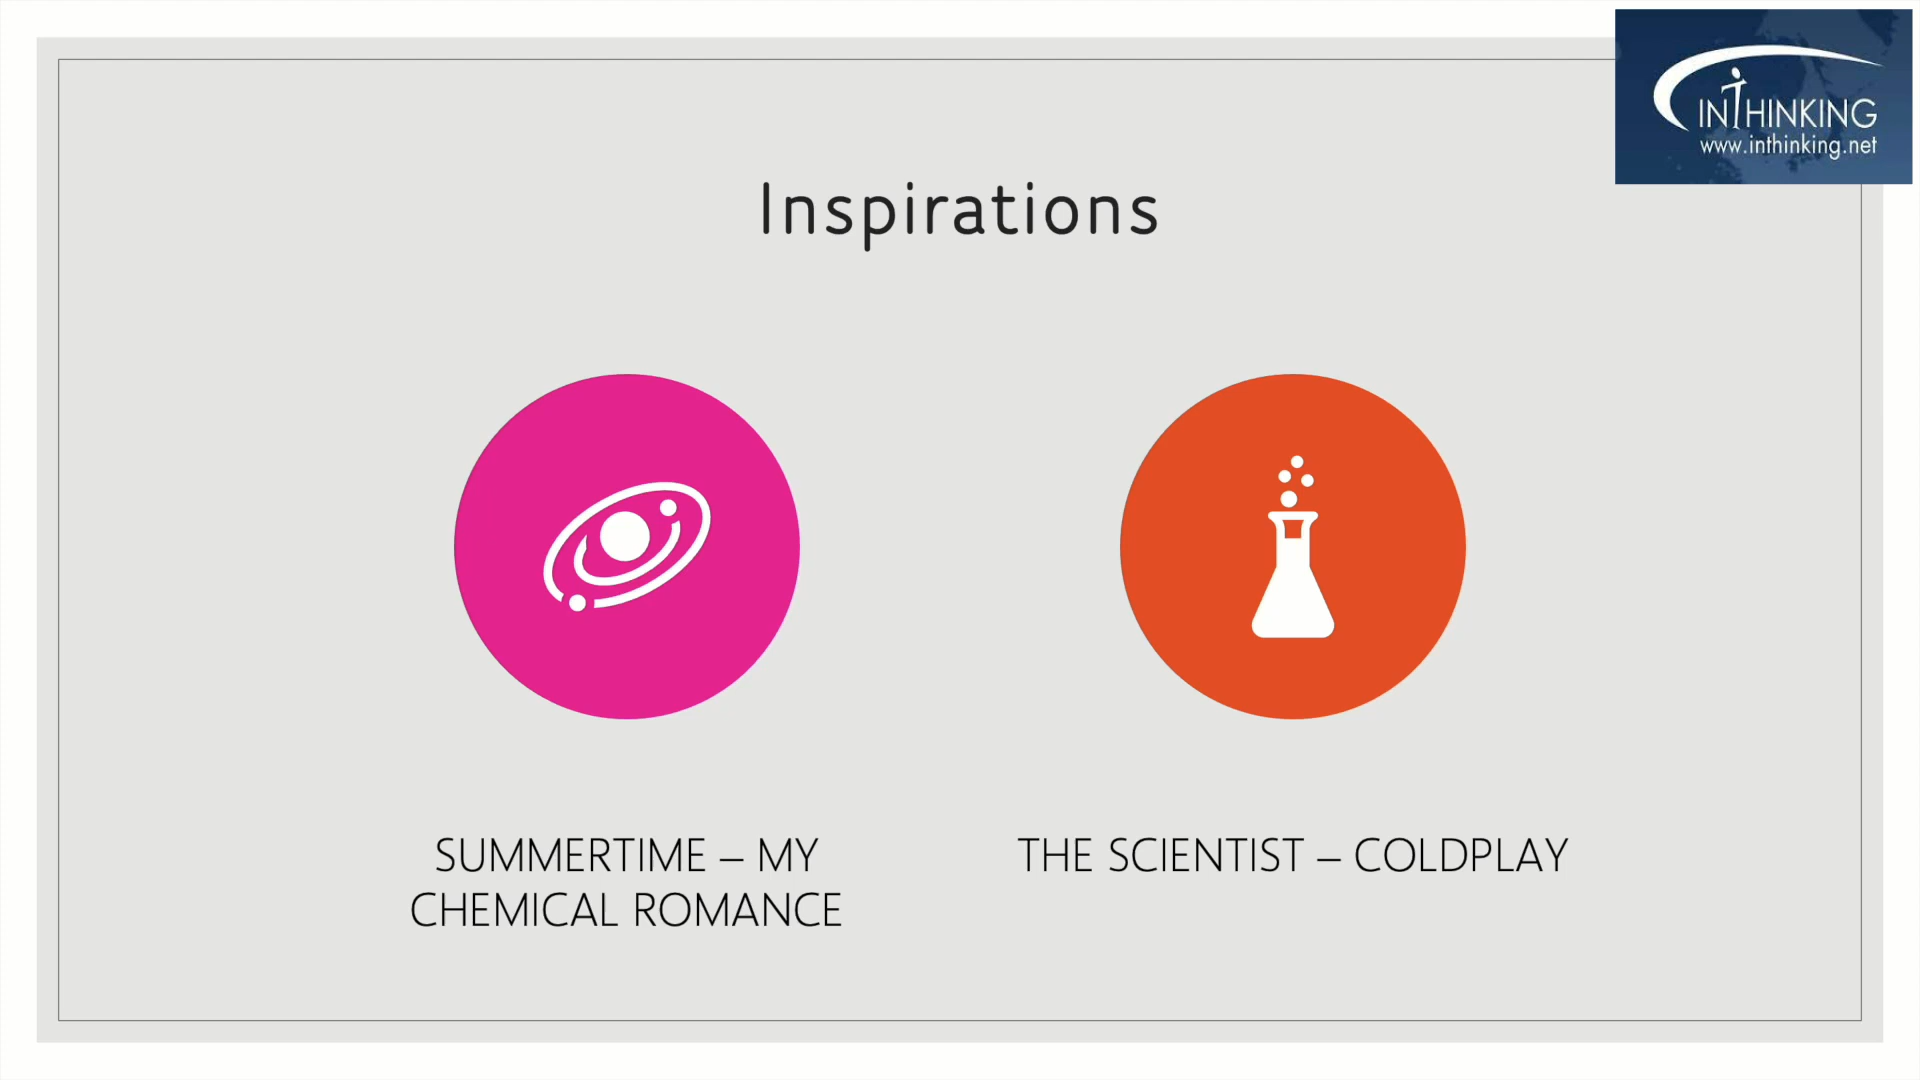 INTHINKING
www.inthinking.net
Inspirations
SUMMERTIME – MY
CHEMICAL ROMANCE
THE SCIENTIST – COLDPLAY